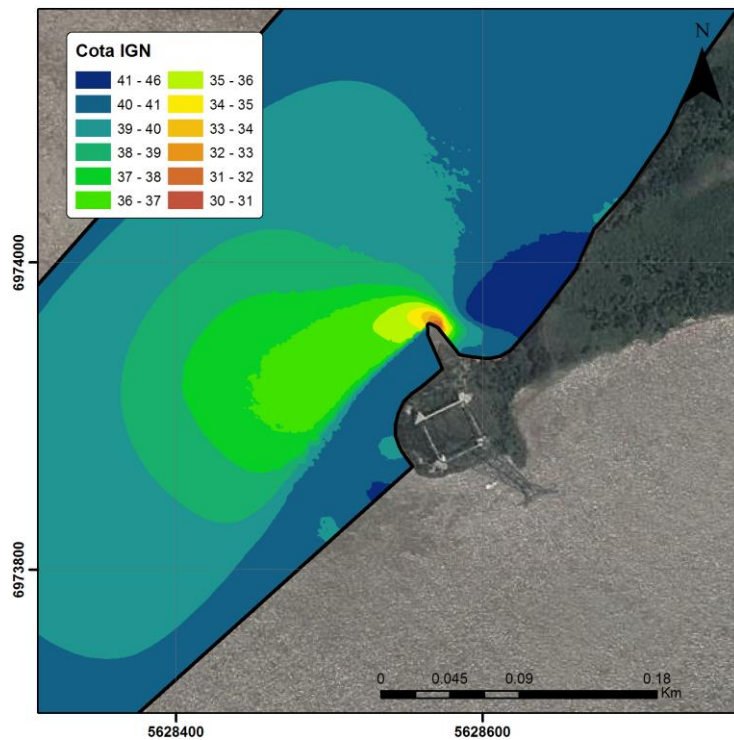 N
Cota IGN
41 - 46
40 - 41
39 - 40
38 - 39
37 - 38
36 - 37
35 - 36
34 - 35
33 - 34
32 - 33
31 - 32
30 - 31
6974000
6973800
0 0.045 0.09 0.18
Km
5628400 5628600